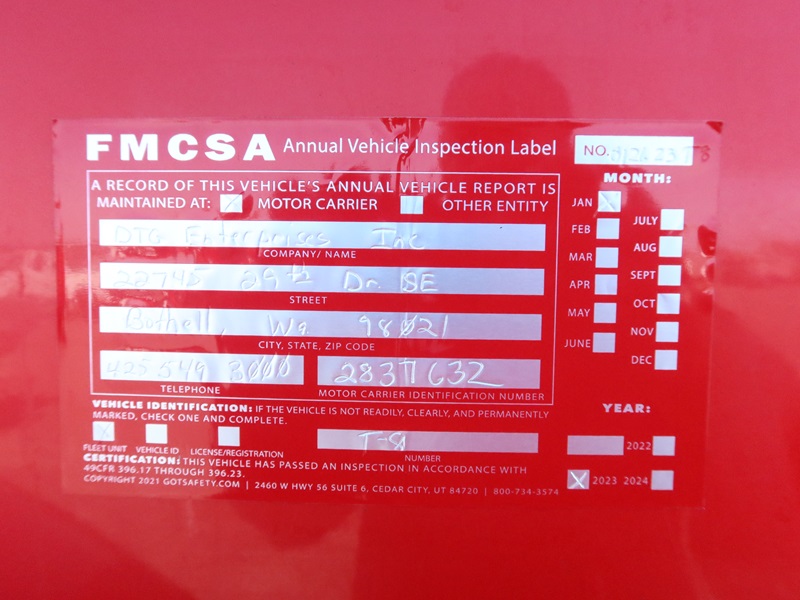 FMCSA Annual Vehicle Inspection Label NO.
A RECORD OF THIS VEHICLE'S ANNUAL VEHICLE REPORT IS
MAINTAINED AT: MOTOR CARRIER OTHER ENTITY
DTG Enterprises Inc
COMPANY/ NAME
22745 29th Dr. SE
STREET
Bothell, Wa 98021
CITY, STATE, ZIP CODE
425 549 3000 2837632
TELEPHONE MOTOR CARRIER IDENTIFICATION NUMBER
VEHICLE IDENTIFICATION: IF THE VEHICLE IS NOT READILY, CLEARLY, AND PERMANENTLY
MARKED, CHECK ONE AND COMPLETE.
FLEET UNIT VEHICLE ID LICENSE/REGISTRATION NUMBER
CERTIFICATION: THIS VEHICLE HAS PASSED AN INSPECTION IN ACCORDANCE WITH
49CFR 396.17 THROUGH 396.23.
COPYRIGHT 2021 GOTSAFETY.COM | 2460 W HWY 56 SUITE 6, CEDAR CITY, UT 84720 | 800-734-3574
MONTH:
JAN JULY
FEB AUG
MAR SEPT
APR OCT
MAY NOV
JUNE DEC
YEAR:
2022
X 2023 2024